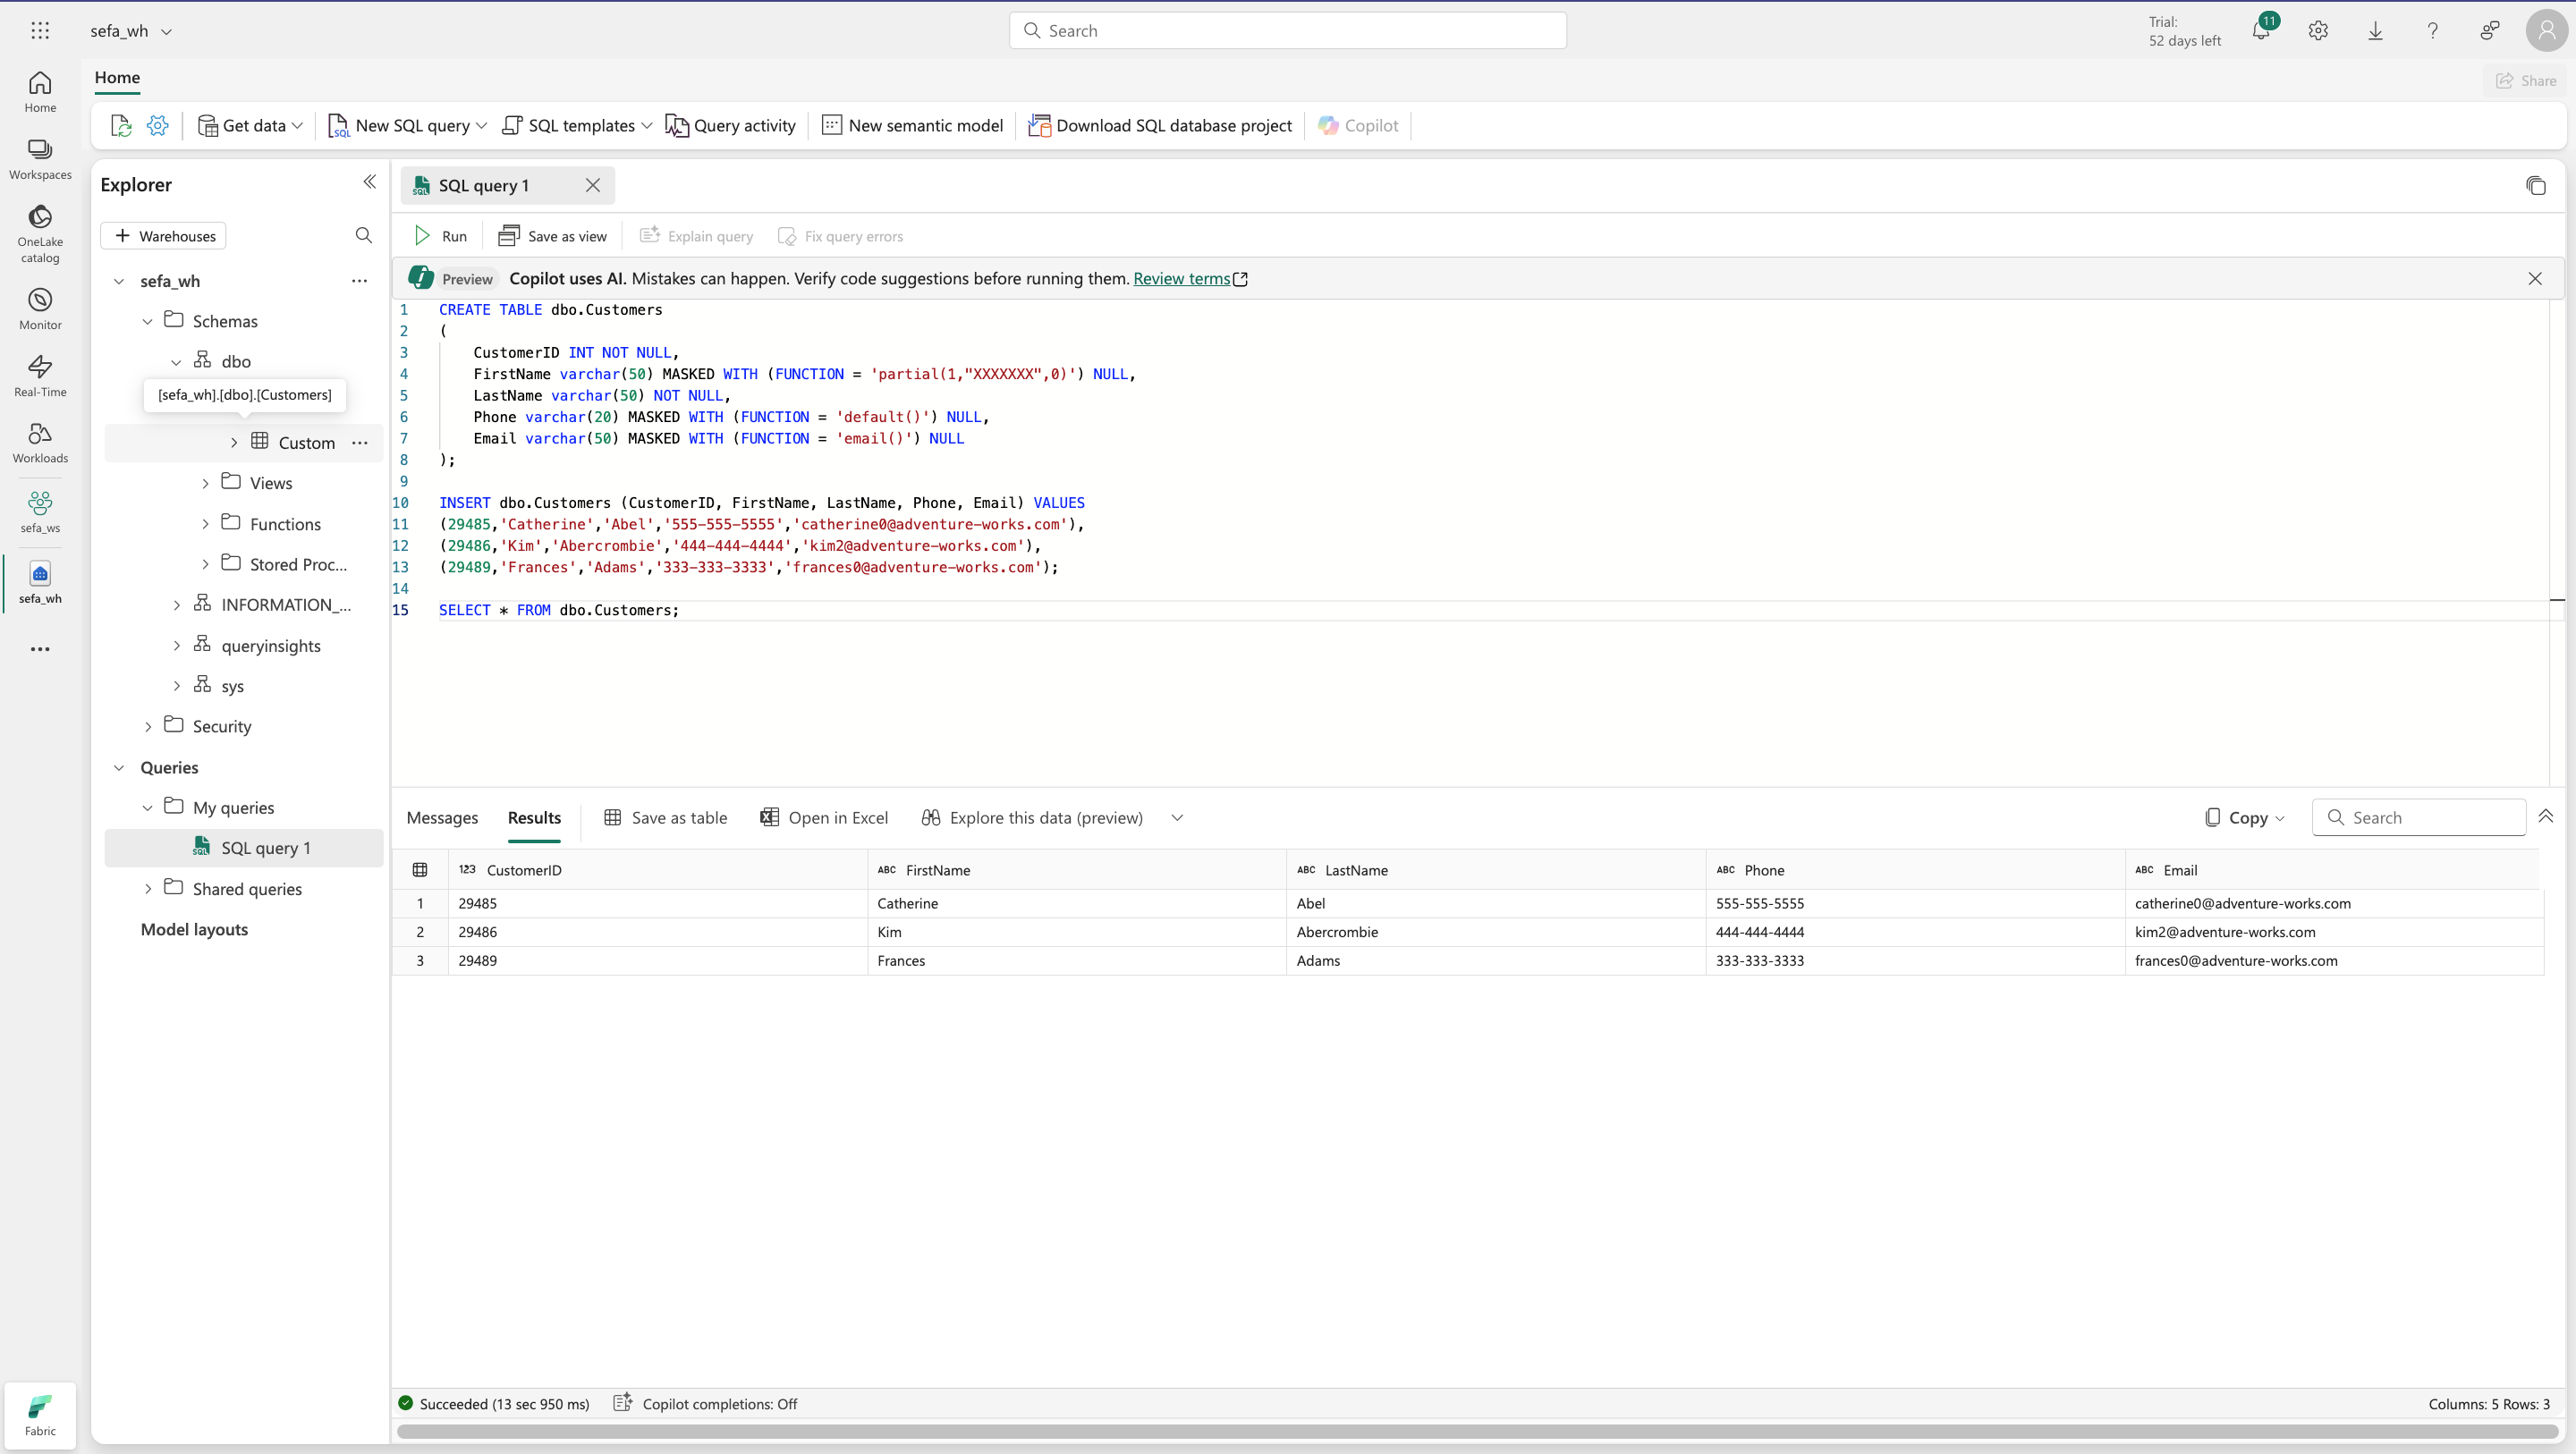 sefa_wh
Search
Trial:
52 days left
11
Home
Share
Get data
New SQL query
SQL templates
Query activity
New semantic model
Download SQL database project
Copilot
Home
Workspaces
OneLake
catalog
Monitor
Real-Time
Workloads
sefa_ws
sefa_wh
Fabric
Explorer
Warehouses
sefa_wh
Schemas
dbo
[sefa_wh].[dbo].[Customers]
Custom
Views
Functions
Stored Proc...
INFORMATION_...
queryinsights
sys
Security
Queries
My queries
SQL query 1
Shared queries
Model layouts
SQL query 1
Run
Save as view
Explain query
Fix query errors
Preview Copilot uses AI. Mistakes can happen. Verify code suggestions before running them. Review terms
1 CREATE TABLE dbo.Customers
2 (
3 CustomerID INT NOT NULL,
4 FirstName varchar(50) MASKED WITH (FUNCTION = 'partial(1,"XXXXXXX",0)') NULL,
5 LastName varchar(50) NOT NULL,
6 Phone varchar(20) MASKED WITH (FUNCTION = 'default()') NULL,
7 Email varchar(50) MASKED WITH (FUNCTION = 'email()') NULL
8 );
9
10 INSERT dbo.Customers (CustomerID, FirstName, LastName, Phone, Email) VALUES
11 (29485,'Catherine','Abel','555-555-5555','catherine0@adventure-works.com'),
12 (29486,'Kim','Abercrombie','444-444-4444','kim2@adventure-works.com'),
13 (29489,'Frances','Adams','333-333-3333','frances0@adventure-works.com');
14
15 SELECT * FROM dbo.Customers;
Messages
Results
Save as table
Open in Excel
Explore this data (preview)
Copy
Search
123 CustomerID ABC FirstName ABC LastName ABC Phone ABC Email
1 29485 Catherine Abel 555-555-5555 catherine0@adventure-works.com
2 29486 Kim Abercrombie 444-444-4444 kim2@adventure-works.com
3 29489 Frances Adams 333-333-3333 frances0@adventure-works.com
Succeeded (13 sec 950 ms)
Copilot completions: Off
Columns: 5 Rows: 3